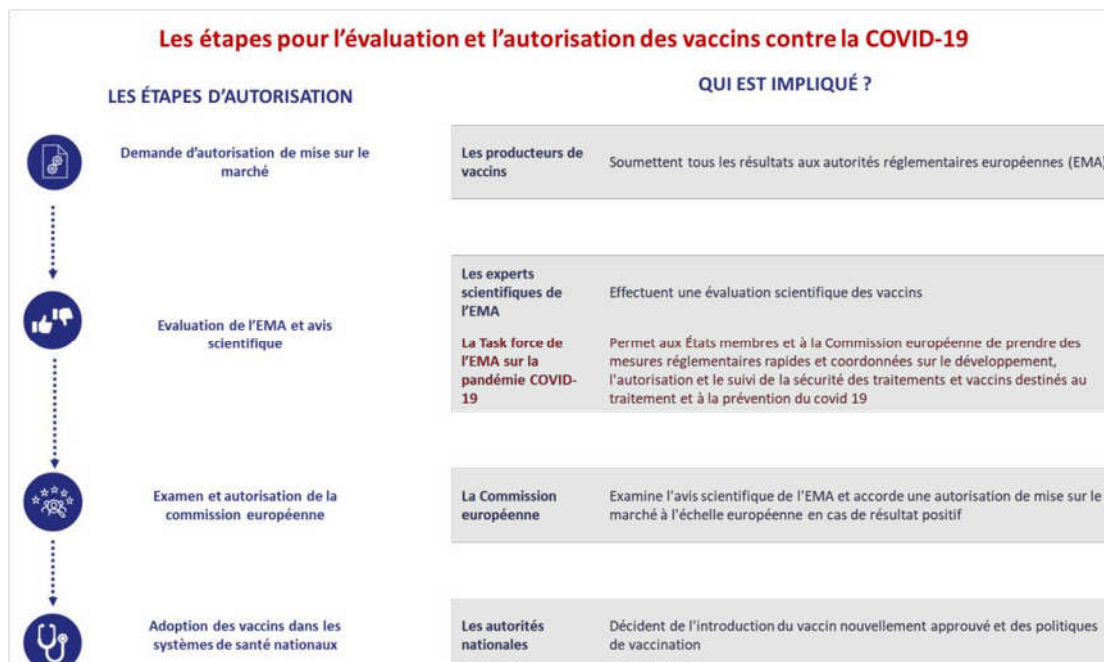 Les étapes pour l'évaluation et l'autorisation des vaccins contre la COVID-19
LES ÉTAPES D'AUTORISATION
QUI EST IMPLIQUÉ ?
Demande d'autorisation de mise sur le
marché
Les producteurs de
vaccins
Soumettent tous les résultats aux autorités réglementaires européennes (EMA)
Evaluation de l'EMA et avis
scientifique
Les experts
scientifiques de
l'EMA
Effectuent une évaluation scientifique des vaccins
La Task force de
l'EMA sur la
pandémie COVID-
19
Permet aux États membres et à la Commission européenne de prendre des
mesures réglementaires rapides et coordonnées sur le développement,
l'autorisation et le suivi de la sécurité des traitements et vaccins destinés au
traitement et à la prévention du covid 19
Examen et autorisation de la
commission européenne
La Commission
européenne
Examine l'avis scientifique de l'EMA et accorde une autorisation de mise sur le
marché à l'échelle européenne en cas de résultat positif
Adoption des vaccins dans les
systèmes de santé nationaux
Les autorités
nationales
Décident de l'introduction du vaccin nouvellement approuvé et des politiques
de vaccination